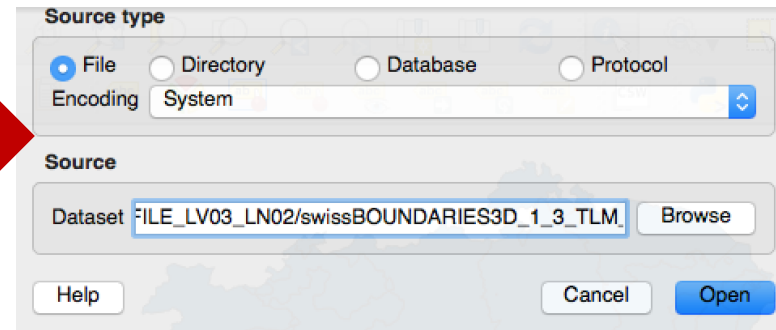 Source type
File Directory Database Protocol
Encoding System
Source
Dataset FILE_LV03_LN02/swissBOUNDARIES3D_1_3_TLM_ Browse
Help Cancel Open